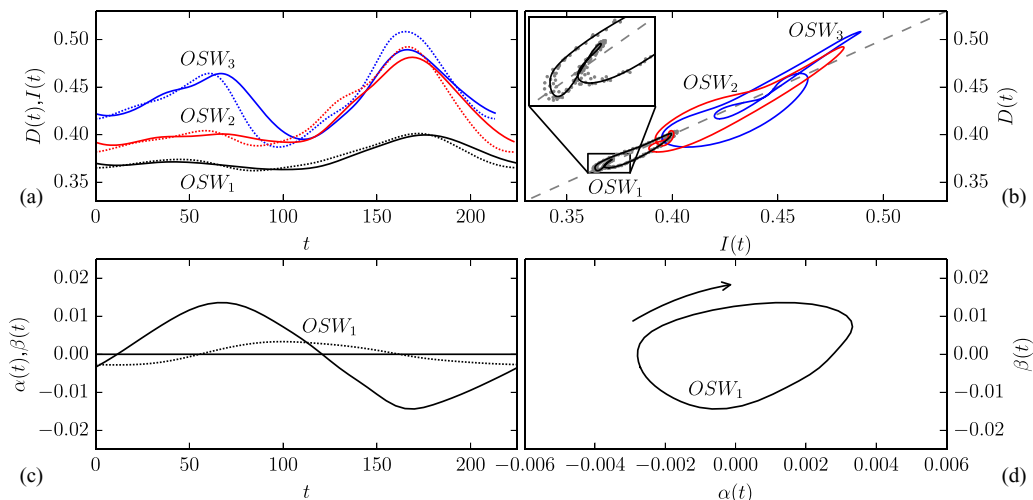 (a)
D(t),I(t)
0.50
0.45
0.40
0.35
OSW₃
OSW₂
OSW₁
0 50 100 150 200
t
(b)
D(t)
0.50
0.45
0.40
0.35
OSW₃
OSW₂
OSW₁
0.35 0.40 0.45 0.50
I(t)
(c)
α(t),β(t)
0.02
0.01
0.00
−0.01
−0.02
OSW₁
0 50 100 150 200
t
(d)
β(t)
0.02
0.01
0.00
−0.01
−0.02
OSW₁
−0.006 −0.004 −0.002 0.000 0.002 0.004 0.006
α(t)